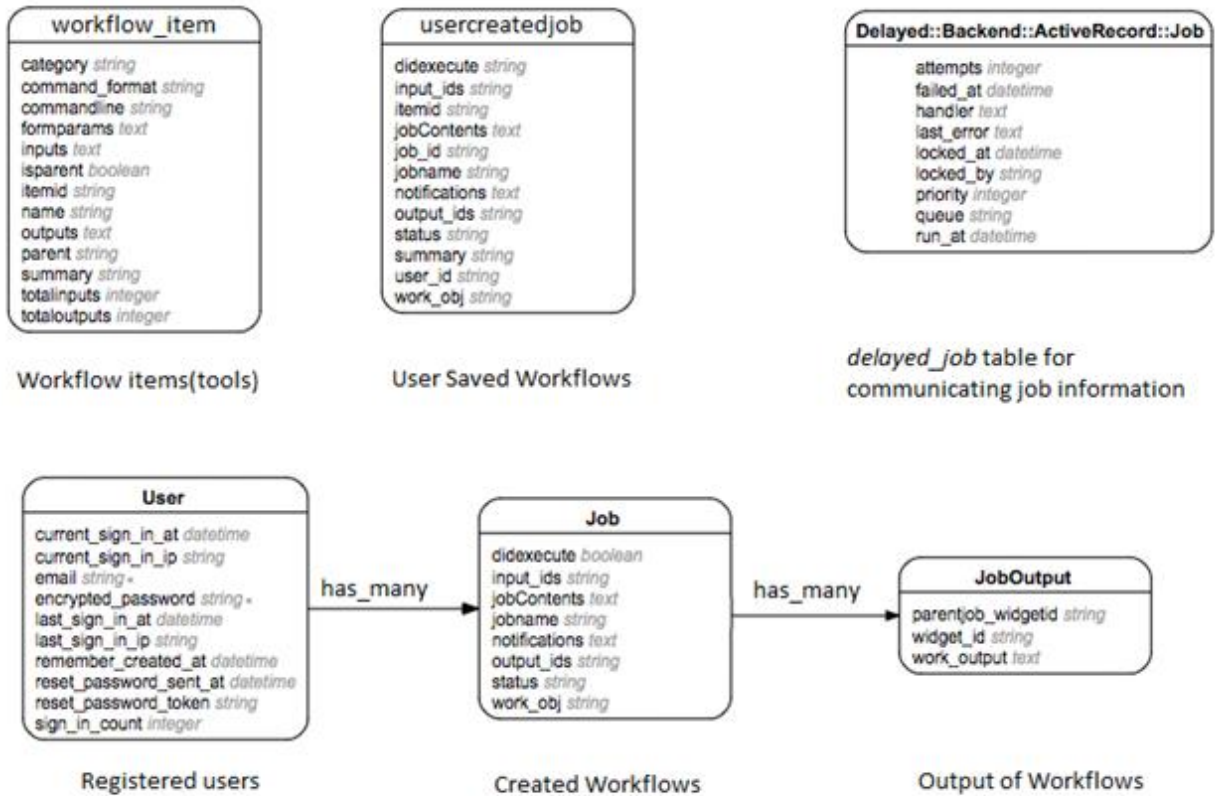 workflow_item
category string
command_format string
commandline string
formparams text
inputs text
isparent boolean
itemid string
name string
outputs text
parent string
summary string
totalinputs integer
totaloutputs integer
Workflow items(tools)
usercreatedjob
didexecute string
input_ids string
itemid string
jobContents text
job_id string
jobname string
notifications text
output_ids string
status string
summary string
user_id string
work_obj string
User Saved Workflows
Delayed::Backend::ActiveRecord::Job
attempts integer
failed_at datetime
handler text
last_error text
locked_at datetime
locked_by string
priority integer
queue string
run_at datetime
delayed_job table for
communicating job information
User
current_sign_in_at datetime
current_sign_in_ip string
email string *
encrypted_password string *
last_sign_in_at datetime
last_sign_in_ip string
remember_created_at datetime
reset_password_sent_at datetime
reset_password_token string
sign_in_count integer
Registered users
has_many
Job
didexecute boolean
input_ids string
jobContents text
jobname string
notifications text
output_ids string
status string
work_obj string
Created Workflows
has_many
JobOutput
parentjob_widgetid string
widget_id string
work_output text
Output of Workflows